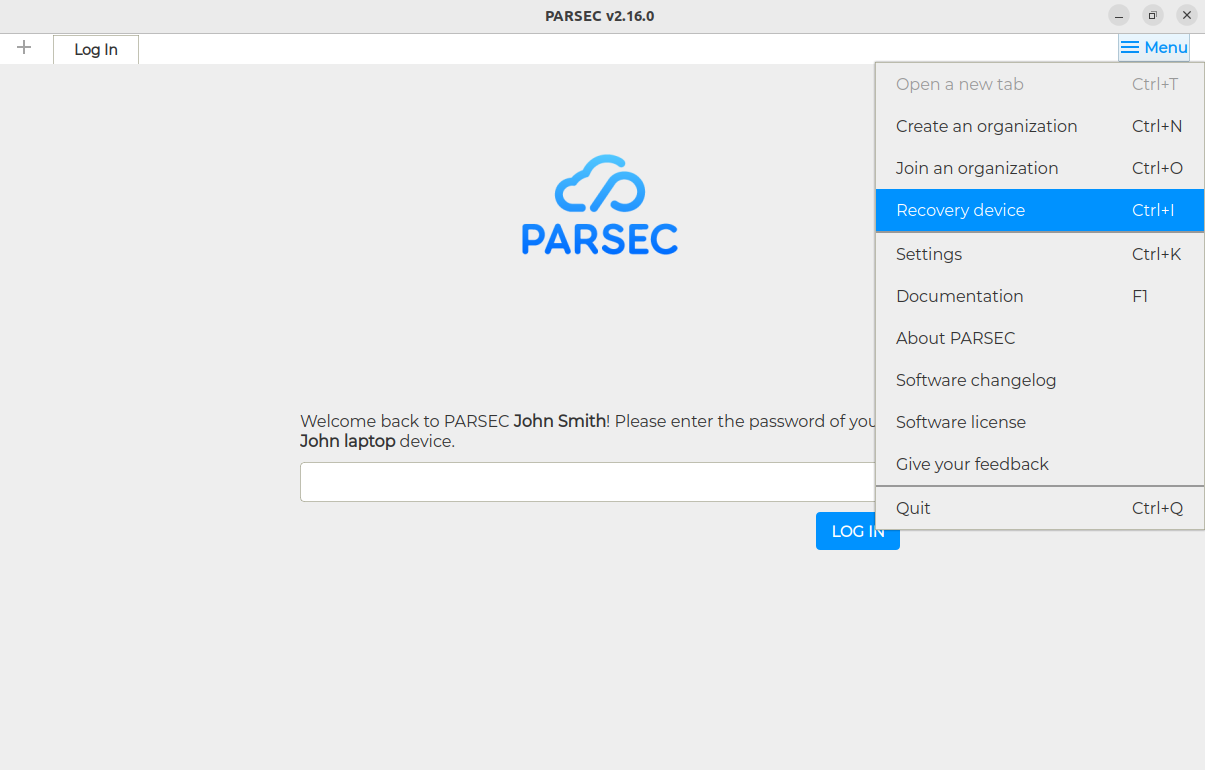 PARSEC v2.16.0
Log In
Menu
Open a new tab Ctrl+T
Create an organization Ctrl+N
Join an organization Ctrl+O
Recovery device Ctrl+I
Settings Ctrl+K
Documentation F1
About PARSEC
Software changelog
Software license
Give your feedback
Quit Ctrl+Q
PARSEC
Welcome back to PARSEC John Smith! Please enter the password of you
John laptop device.
LOG IN